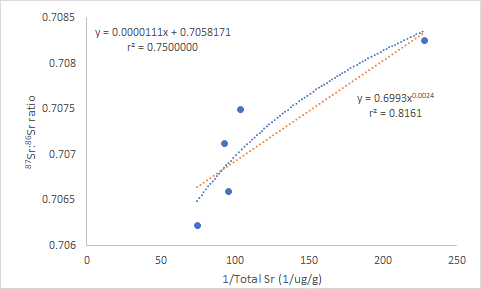 0.7085
y = 0.0000111x + 0.7058171
r² = 0.7500000
0.708
0.7075
y = 0.6993x^0.0024
r² = 0.8161
0.707
0.7065
0.706
⁸⁷Sr:⁸⁶Sr ratio
0 50 100 150 200 250
1/Total Sr (1/ug/g)